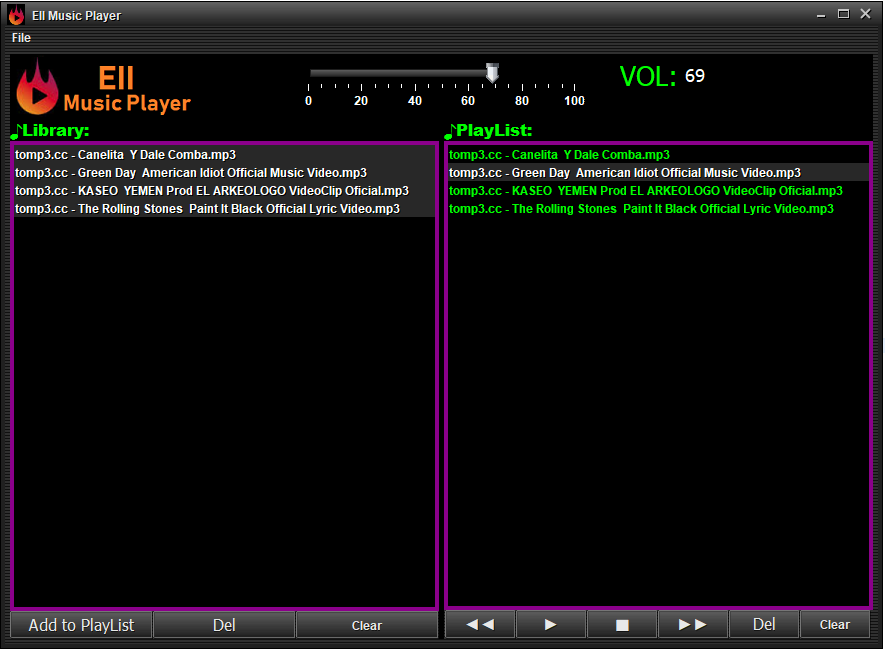 Ell Music Player
File
Ell
Music Player
0 20 40 60 80 100
VOL: 69
Library:
tomp3.cc - Canelita  Y Dale Comba.mp3
tomp3.cc - Green Day  American Idiot Official Music Video.mp3
tomp3.cc - KASEO  YEMEN Prod EL ARKEOLOGO VideoClip Oficial.mp3
tomp3.cc - The Rolling Stones  Paint It Black Official Lyric Video.mp3
Add to PlayList Del Clear
PlayList:
tomp3.cc - Canelita  Y Dale Comba.mp3
tomp3.cc - Green Day  American Idiot Official Music Video.mp3
tomp3.cc - KASEO  YEMEN Prod EL ARKEOLOGO VideoClip Oficial.mp3
tomp3.cc - The Rolling Stones  Paint It Black Official Lyric Video.mp3
Del Clear